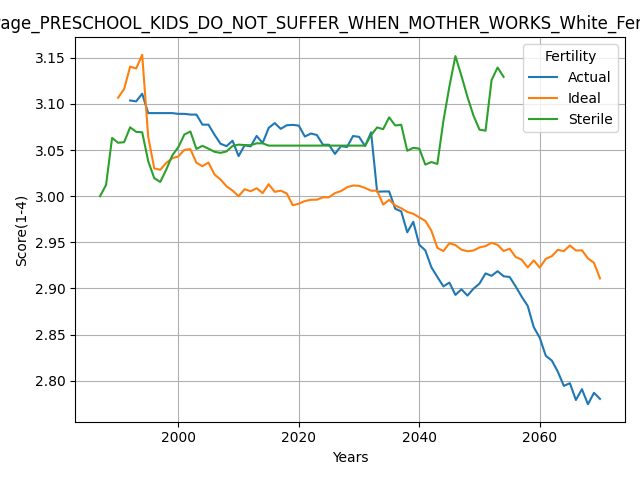 rage_PRESCHOOL_KIDS_DO_NOT_SUFFER_WHEN_MOTHER_WORKS_White_Fer
Fertility
Actual
Ideal
Sterile
3.15
3.10
3.05
3.00
2.95
2.90
2.85
2.80
Score(1-4)
2000
2020
2040
2060
Years